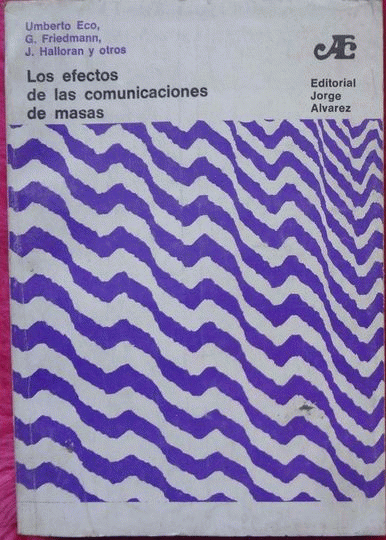 Umberto Eco,
G. Friedmann,
J. Halloran y otros
Los efectos
de las comunicaciones
de masas
Editorial
Jorge
Alvarez